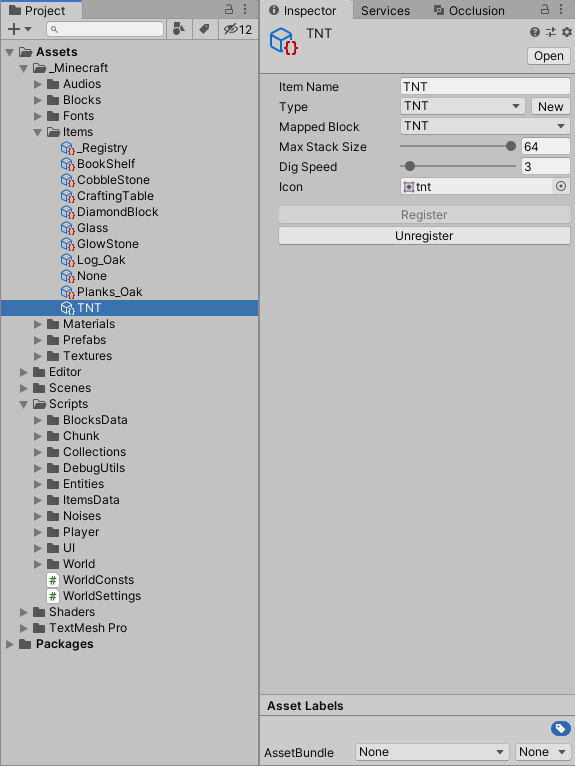 Project
12
Assets
_Minecraft
Audios
Blocks
Fonts
Items
_Registry
BookShelf
CobbleStone
CraftingTable
DiamondBlock
Glass
GlowStone
Log_Oak
None
Planks_Oak
TNT
Materials
Prefabs
Textures
Editor
Scenes
Scripts
BlocksData
Chunk
Collections
DebugUtils
Entities
ItemsData
Noises
Player
UI
World
WorldConsts
WorldSettings
Shaders
TextMesh Pro
Packages
Inspector Services Occlusion
TNT
Open
Item Name TNT
Type TNT New
Mapped Block TNT
Max Stack Size 64
Dig Speed 3
Icon tnt
Register
Unregister
Asset Labels
AssetBundle None None